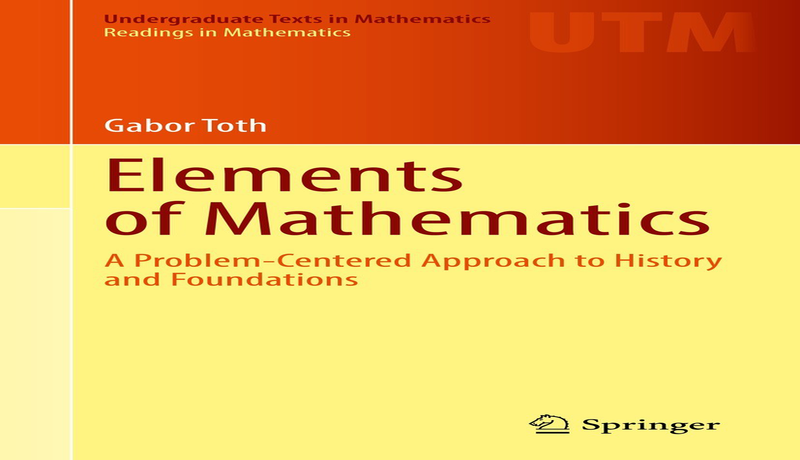 Undergraduate Texts in Mathematics
Readings in Mathematics
UTM
Gabor Toth
Elements
of Mathematics
A Problem-Centered Approach to History
and Foundations
Springer